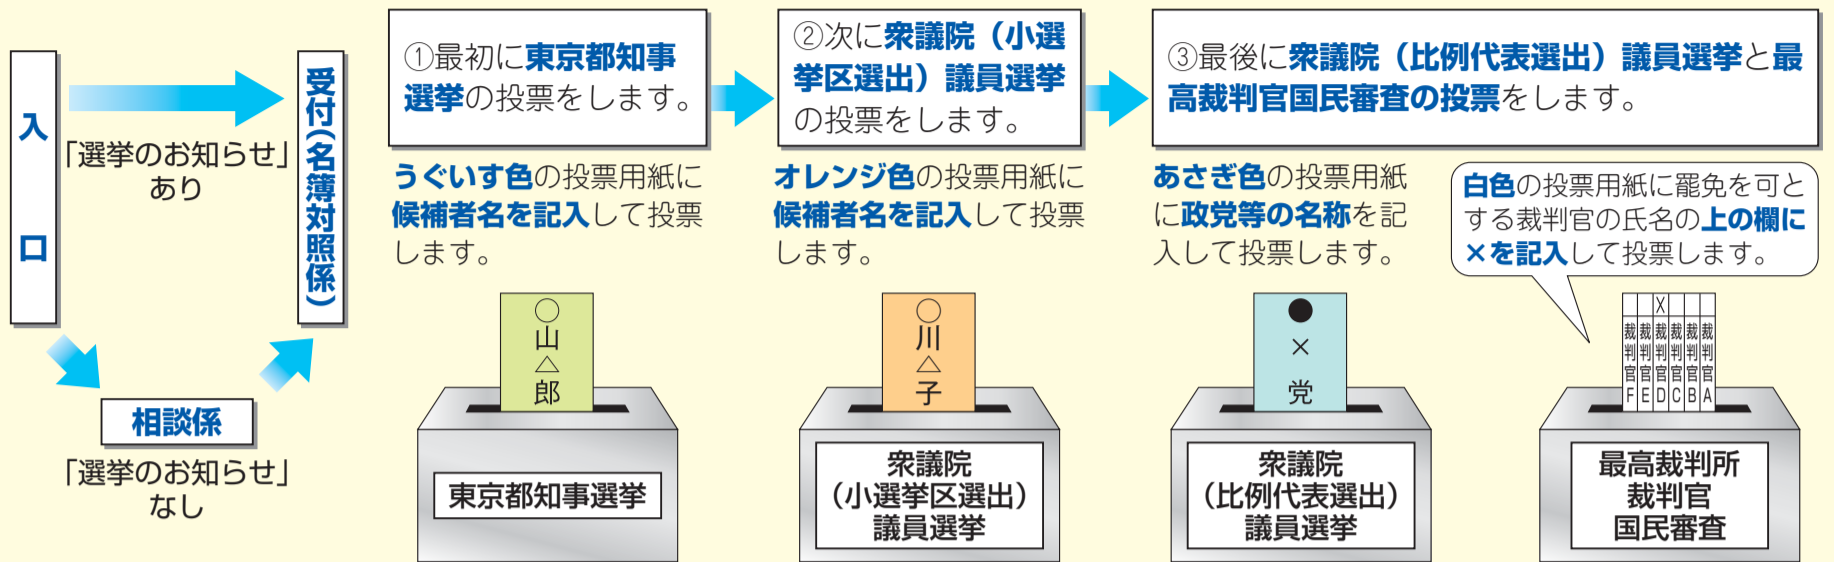 入口
「選挙のお知らせ」
あり
受付(名簿対照係)
相談係
「選挙のお知らせ」
なし
①最初に東京都知事
選挙の投票をします。
うぐいす色の投票用紙に
候補者名を記入して投票
します。
○山△郎
東京都知事選挙
②次に衆議院（小選
挙区選出）議員選挙
の投票をします。
オレンジ色の投票用紙に
候補者名を記入して投票
します。
○川△子
衆議院
（小選挙区選出）
議員選挙
③最後に衆議院（比例代表選出）議員選挙と最
高裁判官国民審査の投票をします。
あさぎ色の投票用紙
に政党等の名称を記
入して投票します。
●×党
衆議院
（比例代表選出）
議員選挙
白色の投票用紙に罷免を可と
する裁判官の氏名の上の欄に
×を記入して投票します。
X
裁判官A
裁判官B
裁判官C
裁判官D
裁判官E
裁判官F
最高裁判所
裁判官
国民審査